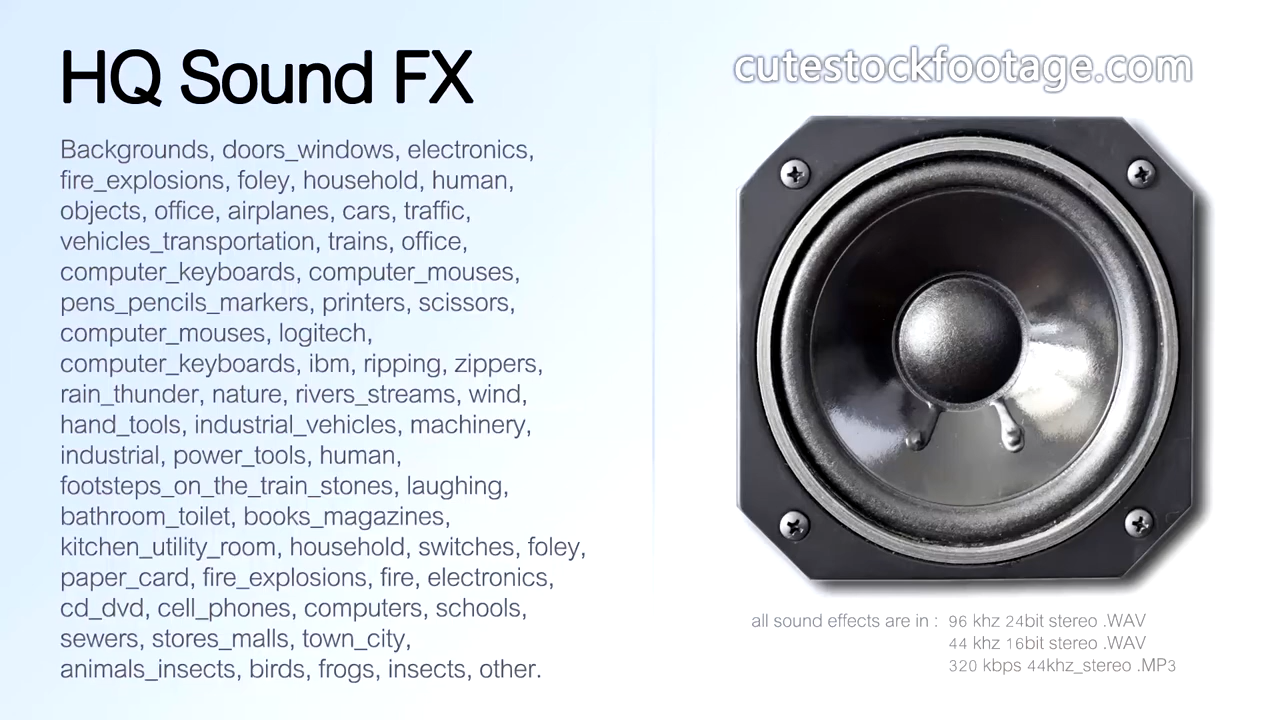 HQ Sound FX
Backgrounds, doors_windows, electronics,
fire_explosions, foley, household, human,
objects, office, airplanes, cars, traffic,
vehicles_transportation, trains, office,
computer_keyboards, computer_mouses,
pens_pencils_markers, printers, scissors,
computer_mouses, logitech,
computer_keyboards, ibm, ripping, zippers,
rain_thunder, nature, rivers_streams, wind,
hand_tools, industrial_vehicles, machinery,
industrial, power_tools, human,
footsteps_on_the_train_stones, laughing,
bathroom_toilet, books_magazines,
kitchen_utility_room, household, switches, foley,
paper_card, fire_explosions, fire, electronics,
cd_dvd, cell_phones, computers, schools,
sewers, stores_malls, town_city,
animals_insects, birds, frogs, insects, other.
cutestockfootage.com
all sound effects are in : 96 khz 24bit stereo .WAV
44 khz 16bit stereo .WAV
320 kbps 44khz_stereo .MP3